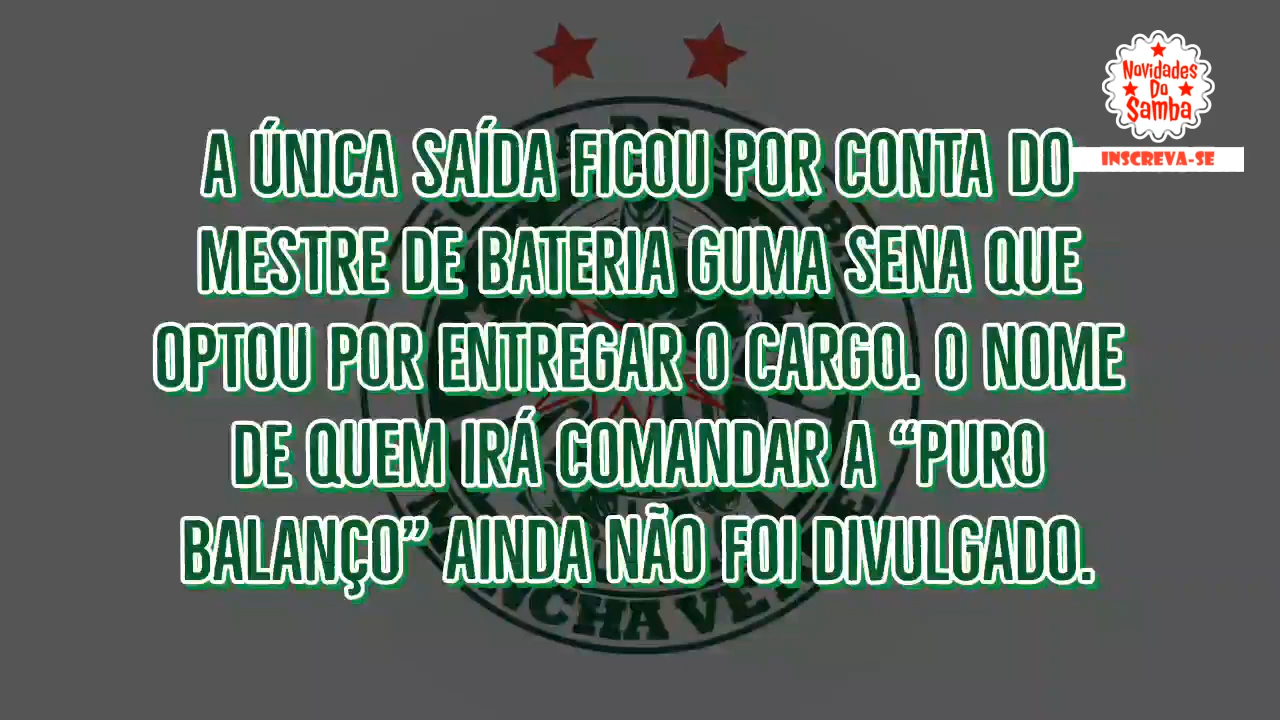 Novidades
Do
Samba
INSCREVA-SE
A ÚNICA SAÍDA FICOU POR CONTA DO
MESTRE DE BATERIA GUMA SENA QUE
OPTOU POR ENTREGAR O CARGO. O NOME
DE QUEM IRÁ COMANDAR A “PURO
BALANÇO” AINDA NÃO FOI DIVULGADO.